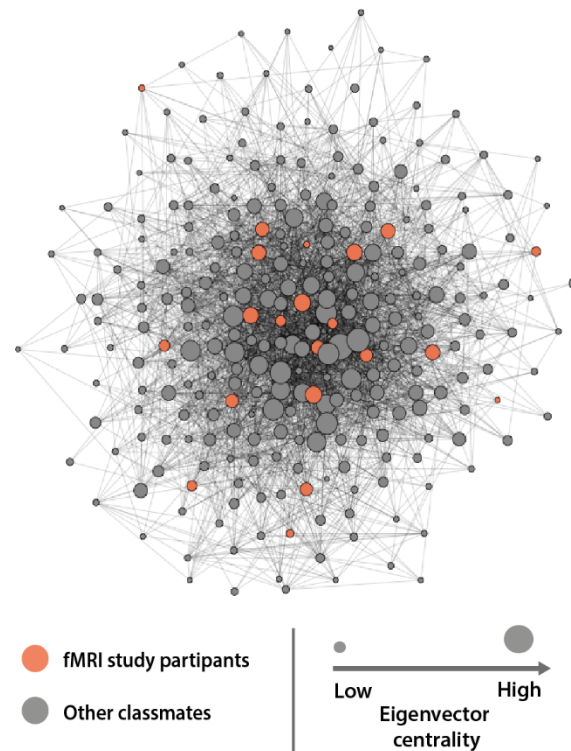 fMRI study partipants
Other classmates
Low
High
Eigenvector
centrality